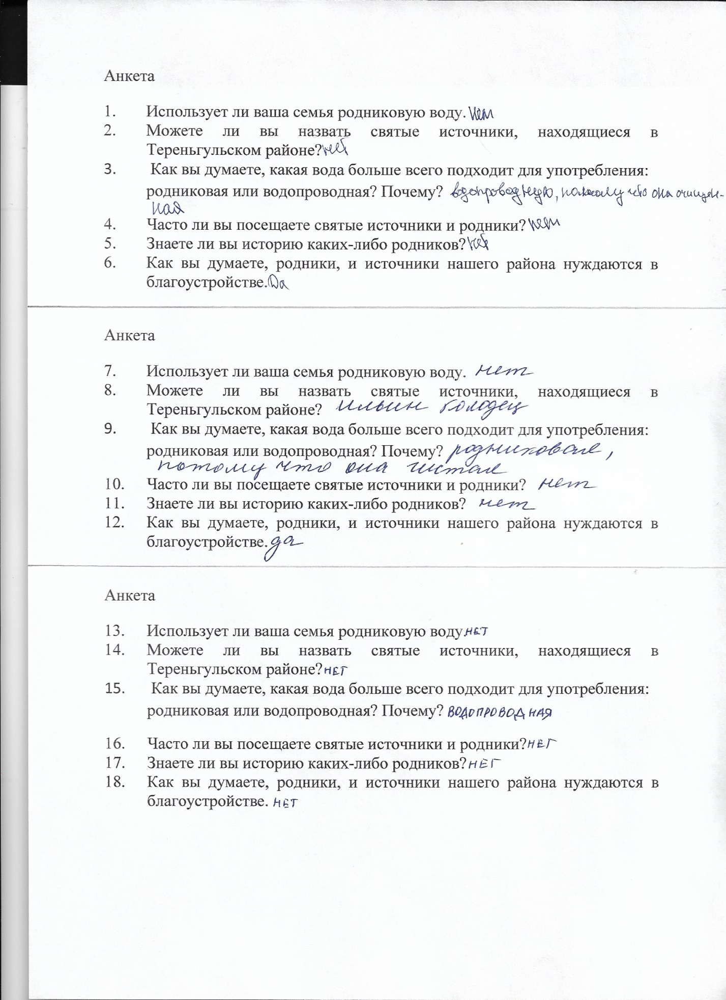 Анкета
1. Использует ли ваша семья родниковую воду. нет
2. Можете ли вы назвать святые источники, находящиеся в
Тереньгульском районе? нет
3. Как вы думаете, какая вода больше всего подходит для употребления:
родниковая или водопроводная? Почему? водопроводную, потому что она очищен-
ная
4. Часто ли вы посещаете святые источники и родники? нет
5. Знаете ли вы историю каких-либо родников? нет
6. Как вы думаете, родники, и источники нашего района нуждаются в
благоустройстве. Да
Анкета
7. Использует ли ваша семья родниковую воду. нет
8. Можете ли вы назвать святые источники, находящиеся в
Тереньгульском районе? Ильин колодец
9. Как вы думаете, какая вода больше всего подходит для употребления:
родниковая или водопроводная? Почему? родниковая,
потому что она чистая
10. Часто ли вы посещаете святые источники и родники? нет
11. Знаете ли вы историю каких-либо родников? нет
12. Как вы думаете, родники, и источники нашего района нуждаются в
благоустройстве. да
Анкета
13. Использует ли ваша семья родниковую воду. НЕТ
14. Можете ли вы назвать святые источники, находящиеся в
Тереньгульском районе? НЕТ
15. Как вы думаете, какая вода больше всего подходит для употребления:
родниковая или водопроводная? Почему? ВОДОПРОВОДНАЯ
16. Часто ли вы посещаете святые источники и родники? НЕТ
17. Знаете ли вы историю каких-либо родников? НЕТ
18. Как вы думаете, родники, и источники нашего района нуждаются в
благоустройстве. НЕТ